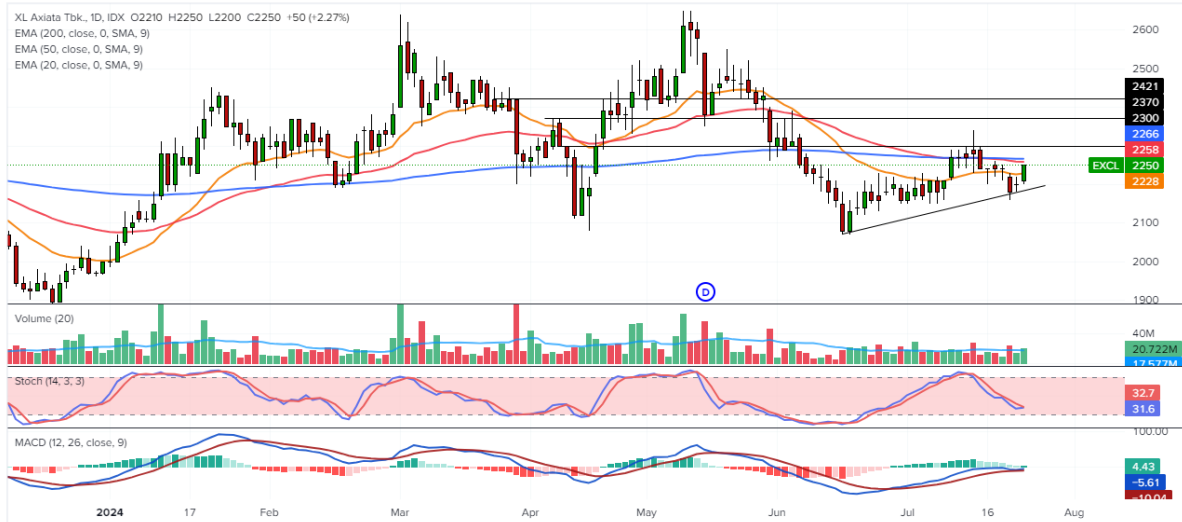 XL Axiata Tbk., 1D, IDX O2210 H2250 L2200 C2250 +50 (+2.27%)
EMA (200, close, 0, SMA, 9)
EMA (50, close, 0, SMA, 9)
EMA (20, close, 0, SMA, 9)
2600
2500
2421
2370
2300
2266
2258
EXCL 2250
2228
2100
2000
1900
D
Volume (20)
40M
20.722M
17.577M
Stoch (14, 3, 3)
32.7
31.6
MACD (12, 26, close, 9)
100.00
4.43
−5.61
−10.04
2024 17 Feb Mar Apr May Jun Jul 16 Aug